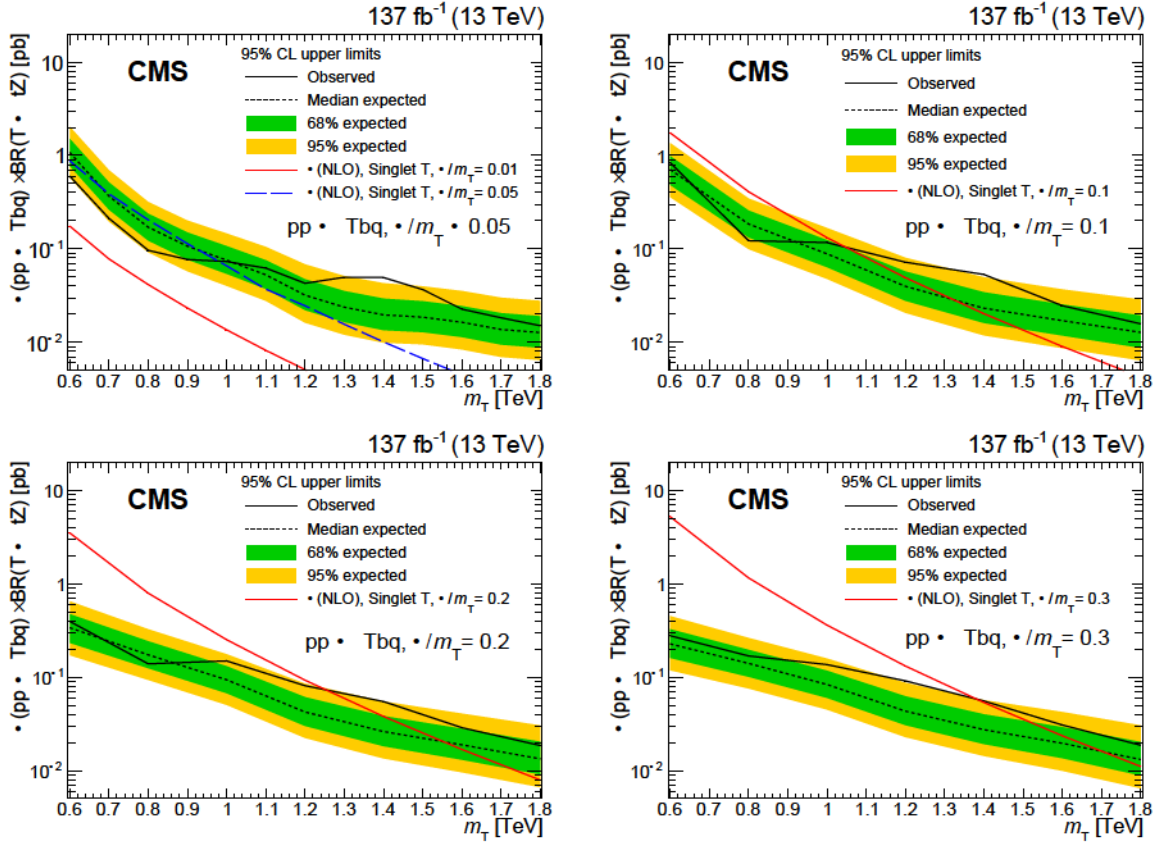 137 fb⁻¹ (13 TeV)
• (pp • Tbq) ×BR(T • tZ) [pb]
CMS
95% CL upper limits
Observed
Median expected
68% expected
95% expected
• (NLO), Singlet T, • /m_T = 0.01
• (NLO), Singlet T, • /m_T = 0.05
pp • Tbq, • /m_T • 0.05
10
1
10⁻¹
10⁻²
0.6 0.7 0.8 0.9 1 1.1 1.2 1.3 1.4 1.5 1.6 1.7 1.8
m_T [TeV]
137 fb⁻¹ (13 TeV)
• (pp • Tbq) ×BR(T • tZ) [pb]
CMS
95% CL upper limits
Observed
Median expected
68% expected
95% expected
• (NLO), Singlet T, • /m_T = 0.1
pp • Tbq, • /m_T = 0.1
10
1
10⁻¹
10⁻²
0.6 0.7 0.8 0.9 1 1.1 1.2 1.3 1.4 1.5 1.6 1.7 1.8
m_T [TeV]
137 fb⁻¹ (13 TeV)
• (pp • Tbq) ×BR(T • tZ) [pb]
CMS
95% CL upper limits
Observed
Median expected
68% expected
95% expected
• (NLO), Singlet T, • /m_T = 0.2
pp • Tbq, • /m_T = 0.2
10
1
10⁻¹
10⁻²
0.6 0.7 0.8 0.9 1 1.1 1.2 1.3 1.4 1.5 1.6 1.7 1.8
m_T [TeV]
137 fb⁻¹ (13 TeV)
• (pp • Tbq) ×BR(T • tZ) [pb]
CMS
95% CL upper limits
Observed
Median expected
68% expected
95% expected
• (NLO), Singlet T, • /m_T = 0.3
pp • Tbq, • /m_T = 0.3
10
1
10⁻¹
10⁻²
0.6 0.7 0.8 0.9 1 1.1 1.2 1.3 1.4 1.5 1.6 1.7 1.8
m_T [TeV]